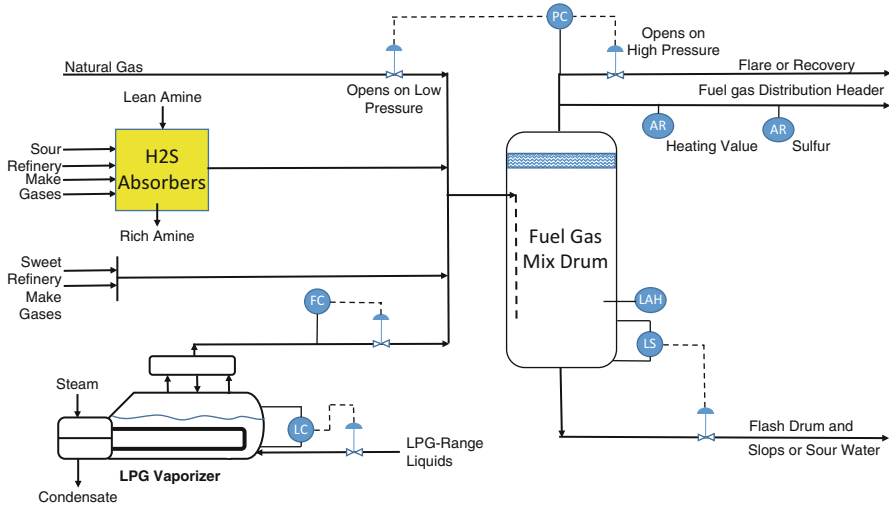 PC
Opens on
High Pressure
Natural Gas
Flare or Recovery
Opens on Low
Pressure
Fuel gas Distribution Header
Lean Amine
AR
AR
Heating Value
Sulfur
Sour
Refinery
Make
Gases
H2S
Absorbers
Rich Amine
Fuel Gas
Mix Drum
Sweet
Refinery
Make
Gases
FC
LAH
LS
Steam
LC
LPG-Range
Liquids
Flash Drum and
Slops or Sour Water
LPG Vaporizer
Condensate